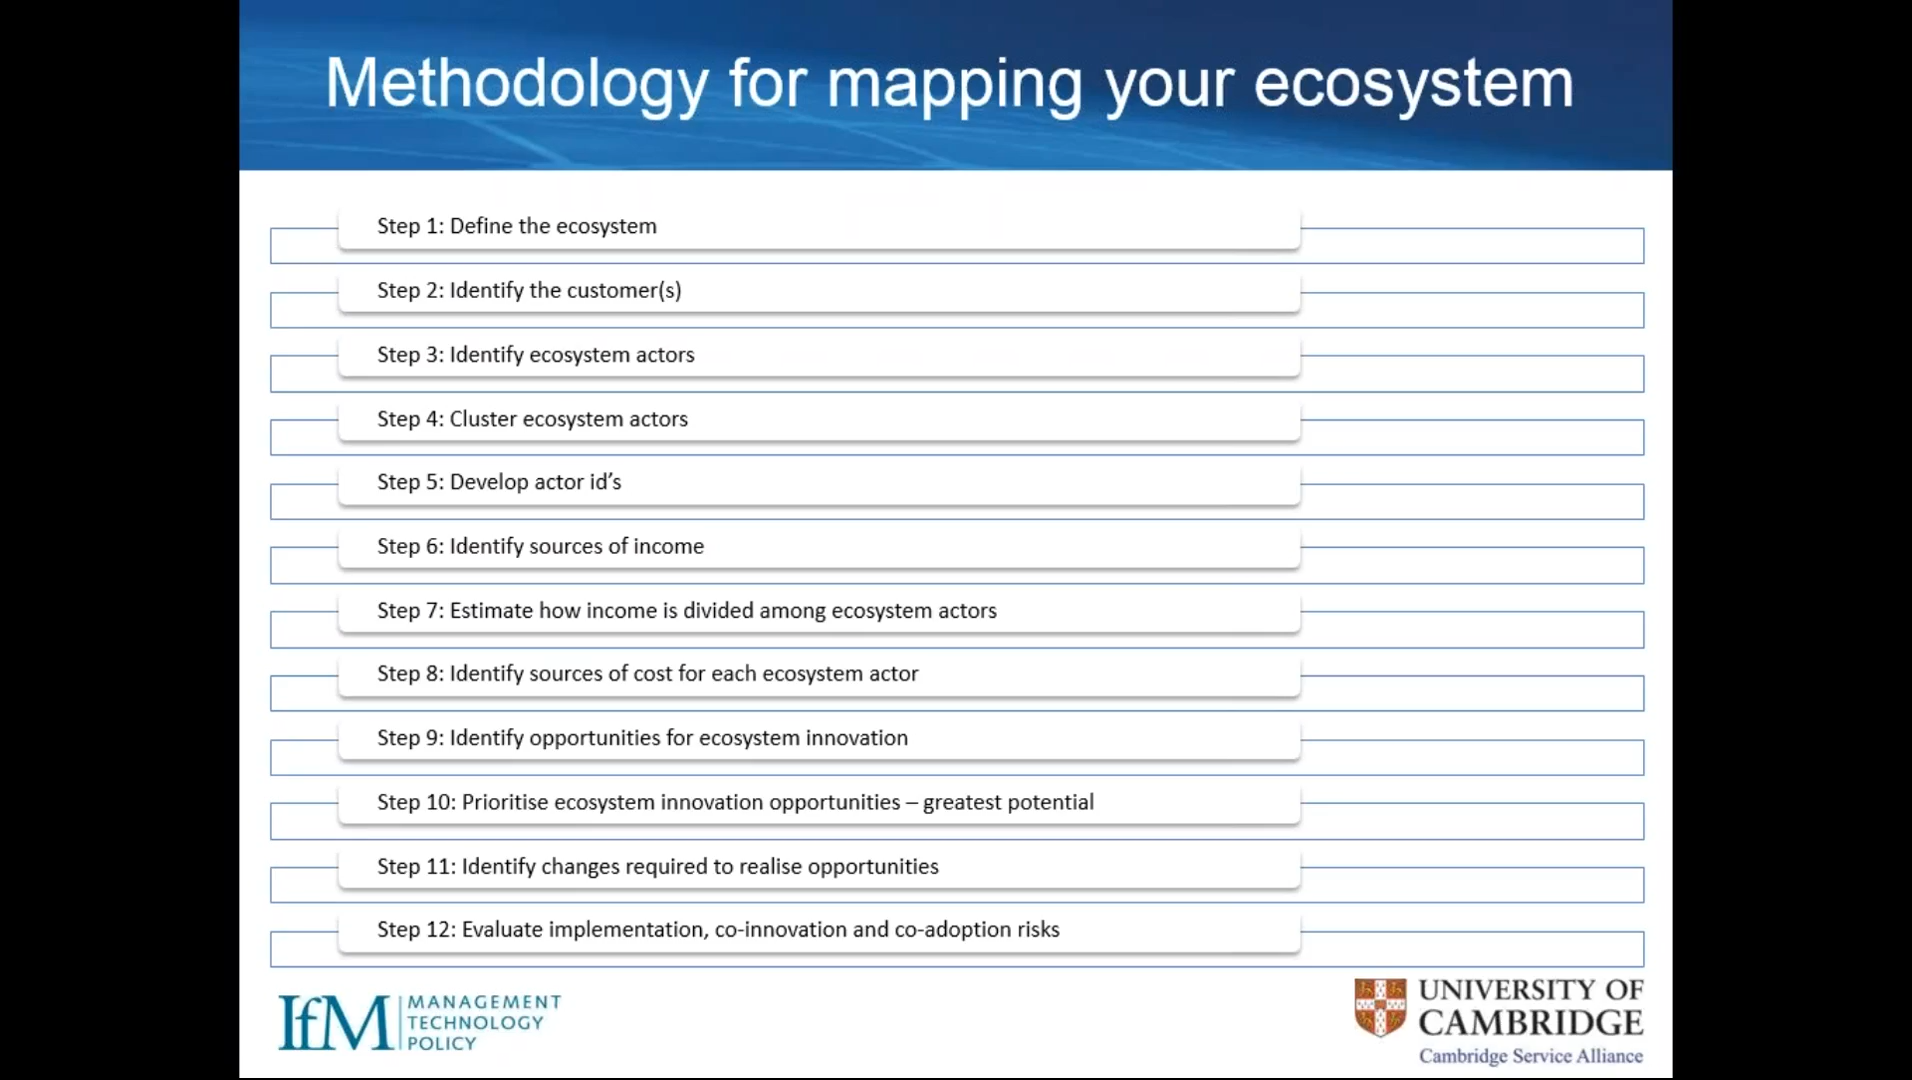 Methodology for mapping your ecosystem
Step 1: Define the ecosystem
Step 2: Identify the customer(s)
Step 3: Identify ecosystem actors
Step 4: Cluster ecosystem actors
Step 5: Develop actor id’s
Step 6: Identify sources of income
Step 7: Estimate how income is divided among ecosystem actors
Step 8: Identify sources of cost for each ecosystem actor
Step 9: Identify opportunities for ecosystem innovation
Step 10: Prioritise ecosystem innovation opportunities – greatest potential
Step 11: Identify changes required to realise opportunities
Step 12: Evaluate implementation, co-innovation and co-adoption risks
IfM
MANAGEMENT
TECHNOLOGY
POLICY
UNIVERSITY OF
CAMBRIDGE
Cambridge Service Alliance